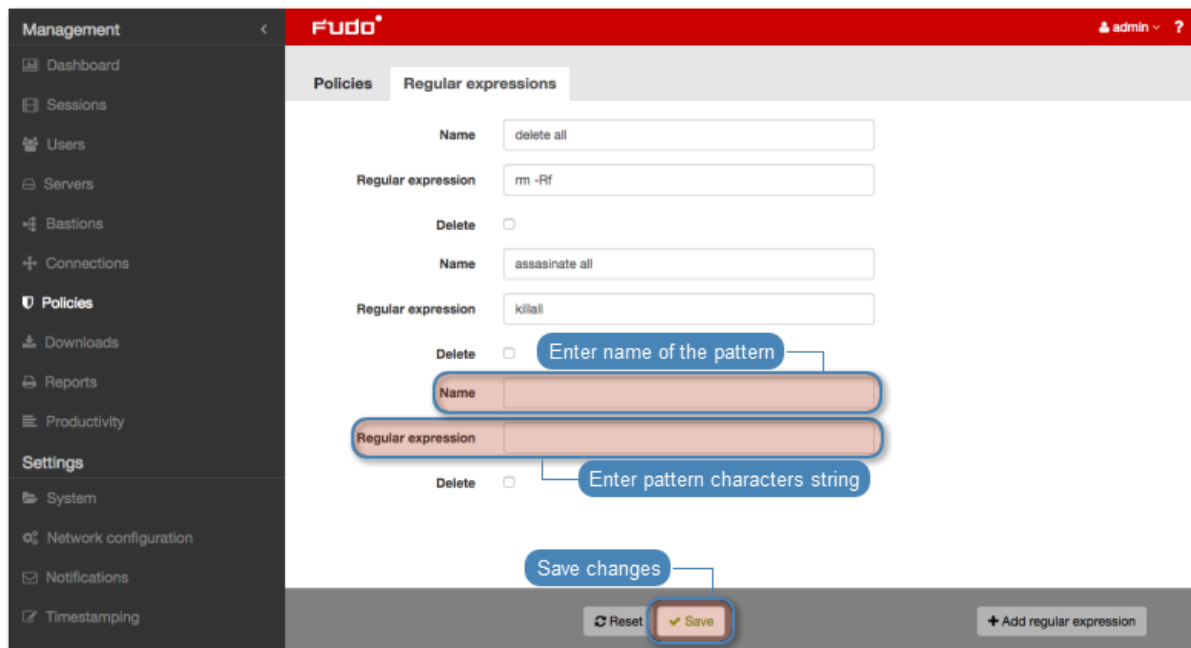 Management
Dashboard
Sessions
Users
Servers
Bastions
Connections
Policies
Downloads
Reports
Productivity
Settings
System
Network configuration
Notifications
Timestamping
FUDO
admin ?
Policies Regular expressions
Name delete all
Regular expression rm -Rf
Delete
Name assasinate all
Regular expression killall
Delete
Enter name of the pattern
Name
Regular expression
Enter pattern characters string
Delete
Save changes
Reset Save + Add regular expression